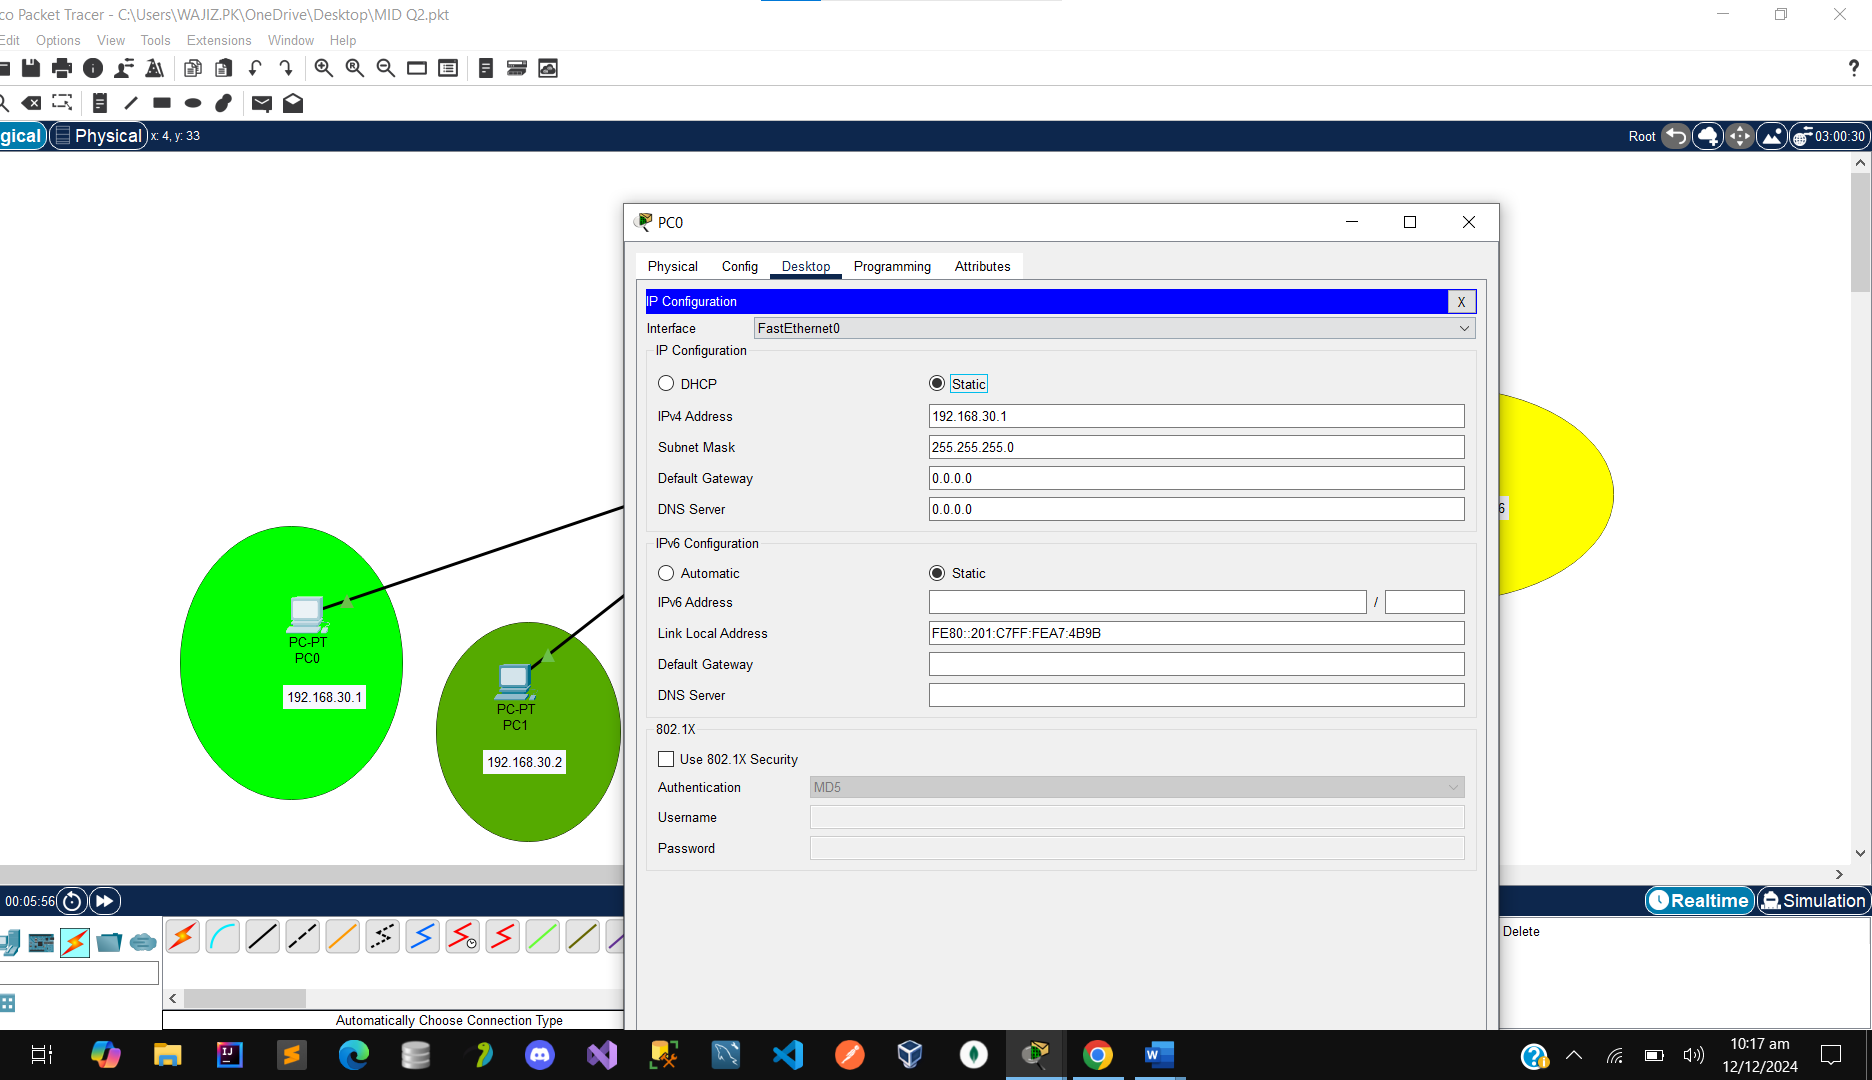 co Packet Tracer - C:\Users\WAJIZ.PK\OneDrive\Desktop\MID Q2.pkt
Edit Options View Tools Extensions Window Help
?
gical Physical x: 4, y: 33 Root 03:00:30
PC0
Physical Config Desktop Programming Attributes
IP Configuration X
Interface FastEthernet0
IP Configuration
DHCP Static
IPv4 Address 192.168.30.1
Subnet Mask 255.255.255.0
Default Gateway 0.0.0.0
DNS Server 0.0.0.0
6
IPv6 Configuration
Automatic Static
IPv6 Address /
Link Local Address FE80::201:C7FF:FEA7:4B9B
Default Gateway
DNS Server
802.1X
Use 802.1X Security
Authentication MD5
Username
Password
PC-PT
PC0
192.168.30.1
PC-PT
PC1
192.168.30.2
00:05:56 Realtime Simulation
Delete
Automatically Choose Connection Type
10:17 am
12/12/2024